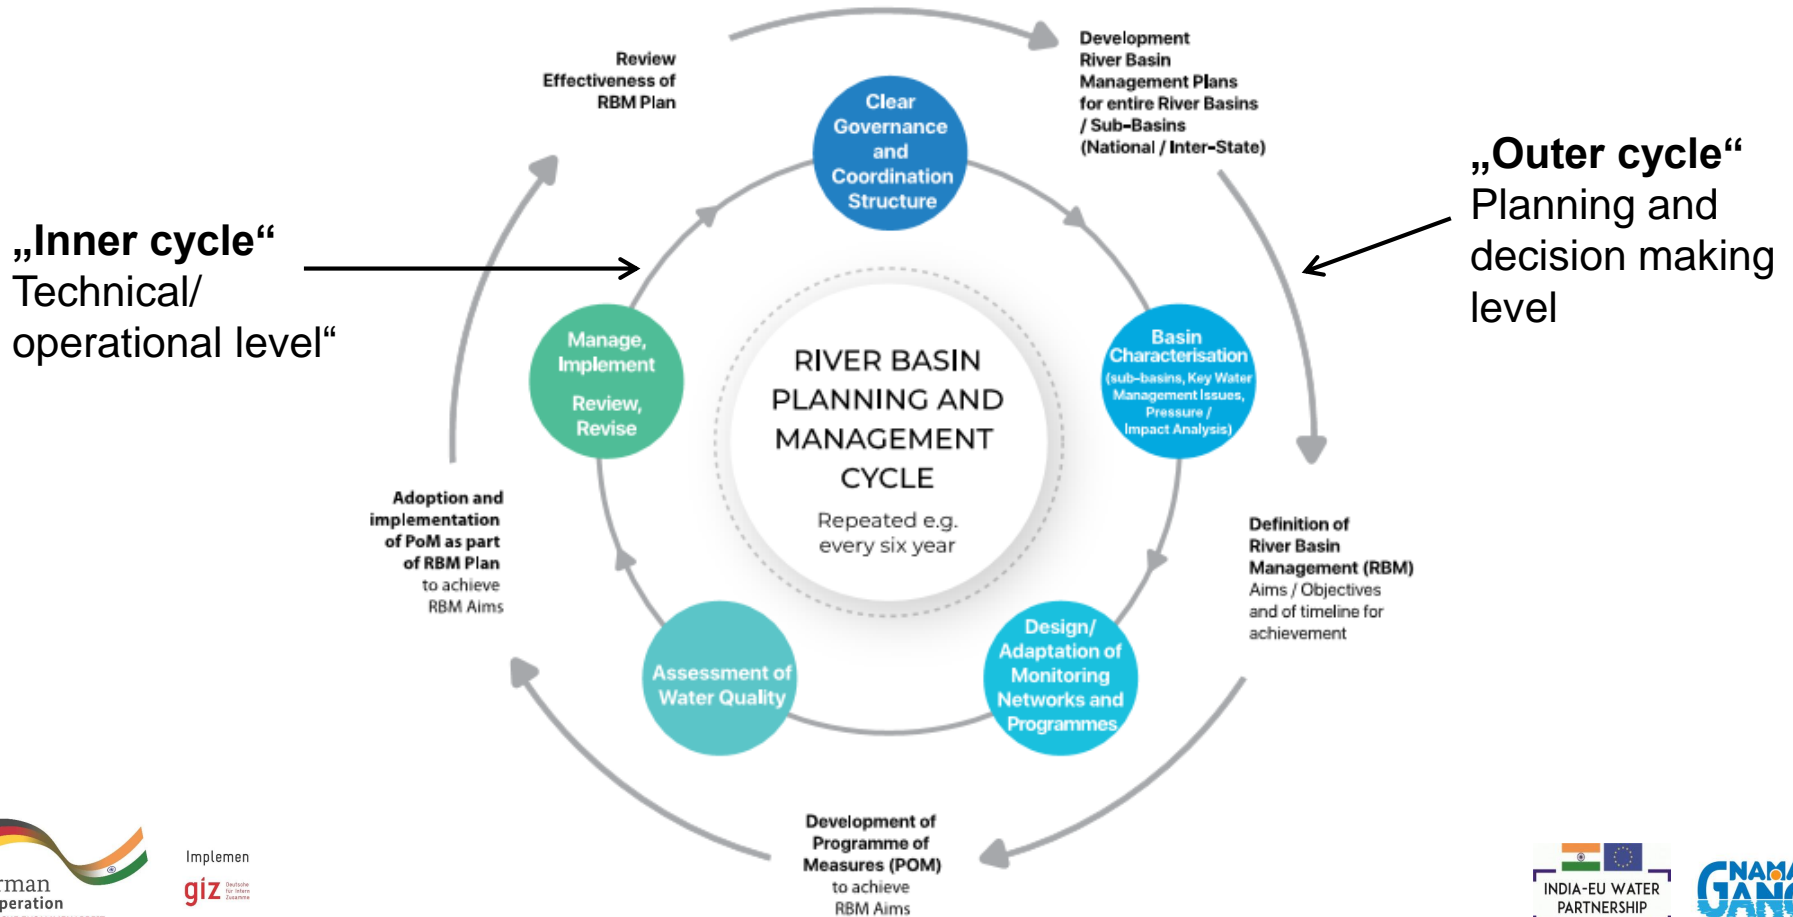 Review
Effectiveness of
RBM Plan
Development
River Basin
Management Plans
for entire River Basins
/ Sub-Basins
(National / Inter-State)
„Outer cycle“
Planning and
decision making
level
„Inner cycle“
Technical/
operational level“
Clear
Governance
and
Coordination
Structure
Manage,
Implement
Review,
Revise
RIVER BASIN
PLANNING AND
MANAGEMENT
CYCLE
Repeated e.g.
every six year
Basin
Characterisation
(sub-basins, Key Water
Management Issues,
Pressure /
Impact Analysis)
Adoption and
implementation
of PoM as part
of RBM Plan
to achieve
RBM Aims
Definition of
River Basin
Management (RBM)
Aims / Objectives
and of timeline for
achievement
Assessment of
Water Quality
Design/
Adaptation of
Monitoring
Networks and
Programmes
Development of
Programme of
Measures (POM)
to achieve
RBM Aims
rman
peration
Implemen
giz
INDIA-EU WATER
PARTNERSHIP
NAMA
GANG